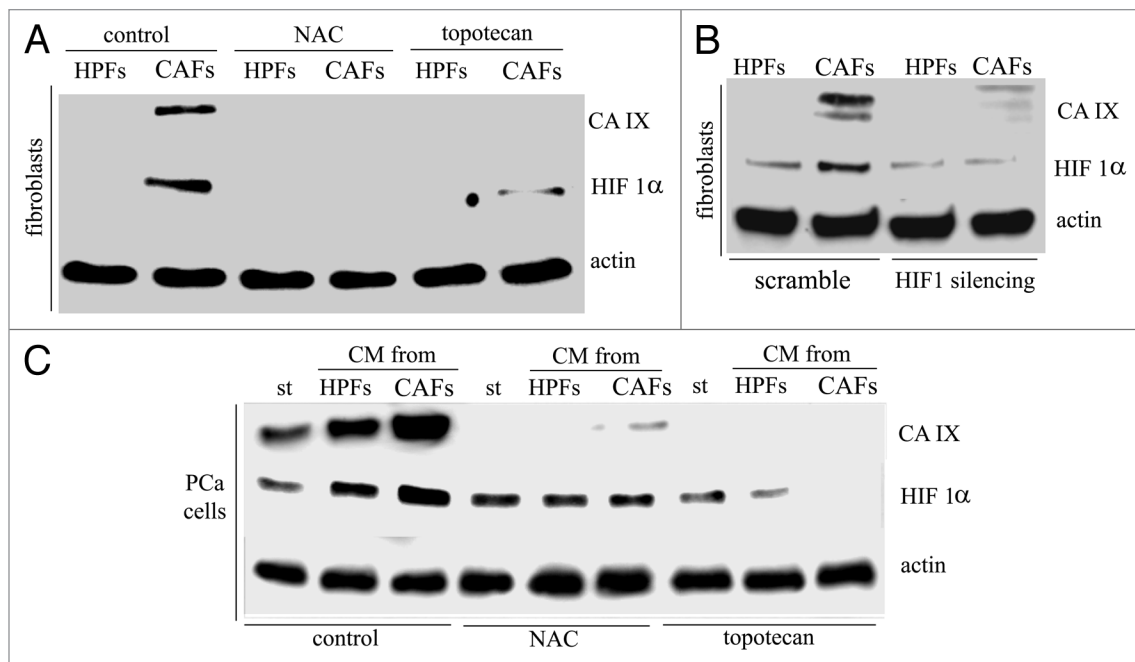 A
control NAC topotecan
HPFs CAFs HPFs CAFs HPFs CAFs
fibroblasts
CA IX
HIF 1α
actin
B
HPFs CAFs HPFs CAFs
fibroblasts
CA IX
HIF 1α
actin
scramble HIF1 silencing
C
CM from CM from CM from
st HPFs CAFs st HPFs CAFs st HPFs CAFs
PCa
cells
CA IX
HIF 1α
actin
control NAC topotecan